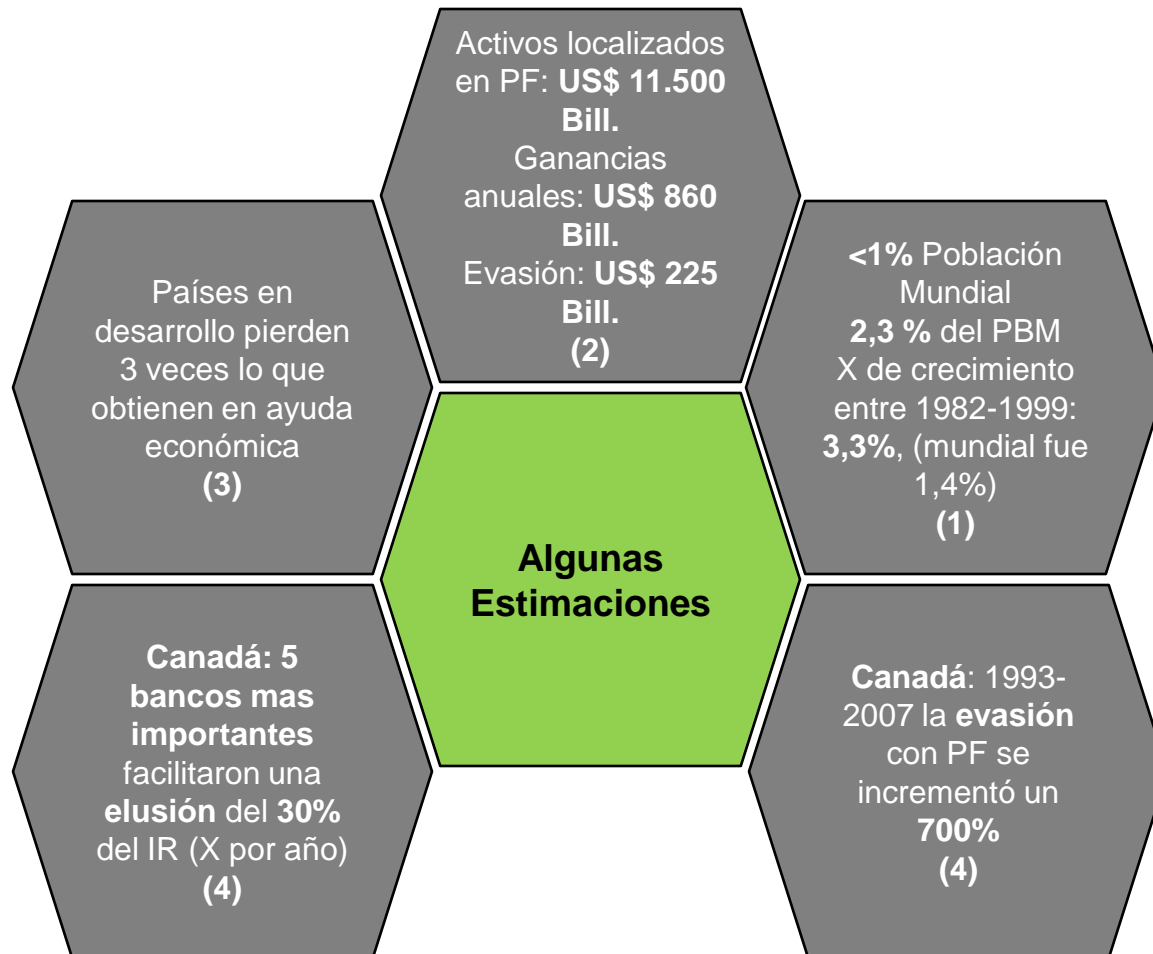 Activos localizados
en PF: US$ 11.500
Bill.
Ganancias
anuales: US$ 860
Bill.
Evasión: US$ 225
Bill.
(2)
<1% Población
Mundial
2,3 % del PBM
X de crecimiento
entre 1982-1999:
3,3%, (mundial fue
1,4%)
(1)
Países en
desarrollo pierden
3 veces lo que
obtienen en ayuda
económica
(3)
Algunas
Estimaciones
Canadá: 5
bancos mas
importantes
facilitaron una
elusión del 30%
del IR (X por año)
(4)
Canadá: 1993-
2007 la evasión
con PF se
incrementó un
700%
(4)